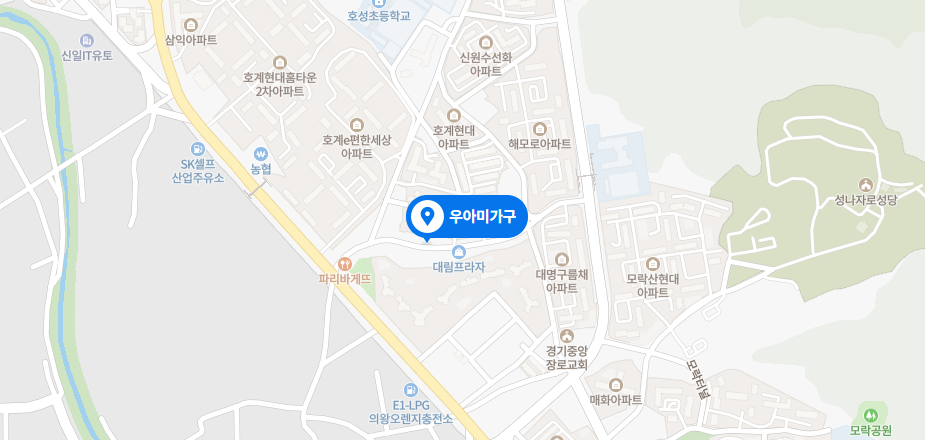 호성초등학교
삼익아파트
신일IT유토
신원수선화
아파트
호계현대홈타운
2차아파트
호계e편한세상
아파트
호계현대
아파트
해모로아파트
SK셀프
산업주유소
농협
성나자로성당
우아미가구
대림프라자
파리바게뜨
대명구름채
아파트
모락산현대
아파트
경기중앙
장로교회
모락터널
매화아파트
E1-LPG
의왕오렌지충전소
모락공원